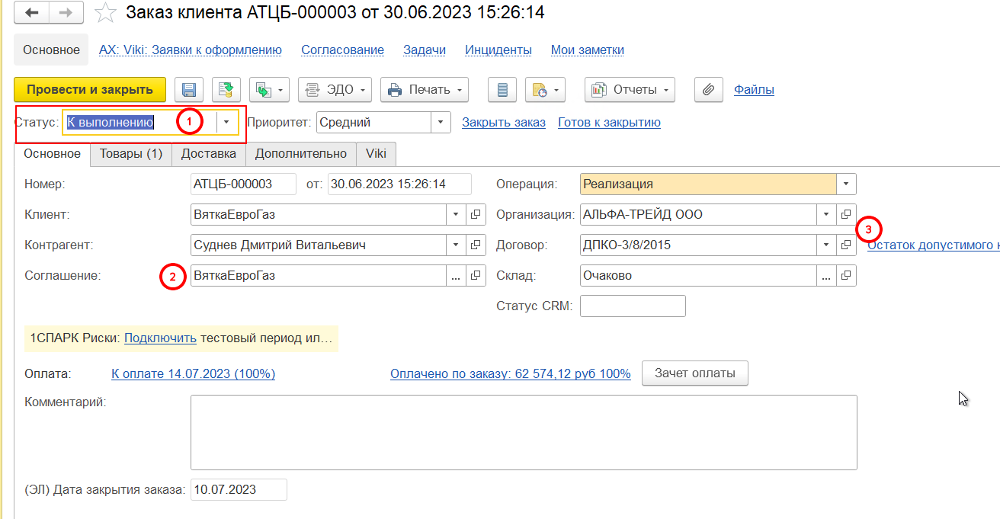 Заказ клиента АТЦБ-000003 от 30.06.2023 15:26:14
Основное АХ: Viki: Заявки к оформлению Согласование Задачи Инциденты Мои заметки
Провести и закрыть ЭДО Печать Отчеты Файлы
Статус: К выполнению 1 Приоритет: Средний Закрыть заказ Готов к закрытию
Основное Товары (1) Доставка Дополнительно Viki
Номер: АТЦБ-000003 от: 30.06.2023 15:26:14 Операция: Реализация
Клиент: ВяткаЕвроГаз Организация: АЛЬФА-ТРЕЙД ООО
3
Контрагент: Суднев Дмитрий Витальевич Договор: ДПКО-3/8/2015 Остаток допустимого
Соглашение: 2 ВяткаЕвроГаз ... Склад: Очаково ...
Статус CRM:
1СПАРК Риски: Подключить тестовый период ил...
Оплата: К оплате 14.07.2023 (100%) Оплачено по заказу: 62 574,12 руб 100% Зачет оплаты
Комментарий:
(ЭЛ) Дата закрытия заказа: 10.07.2023